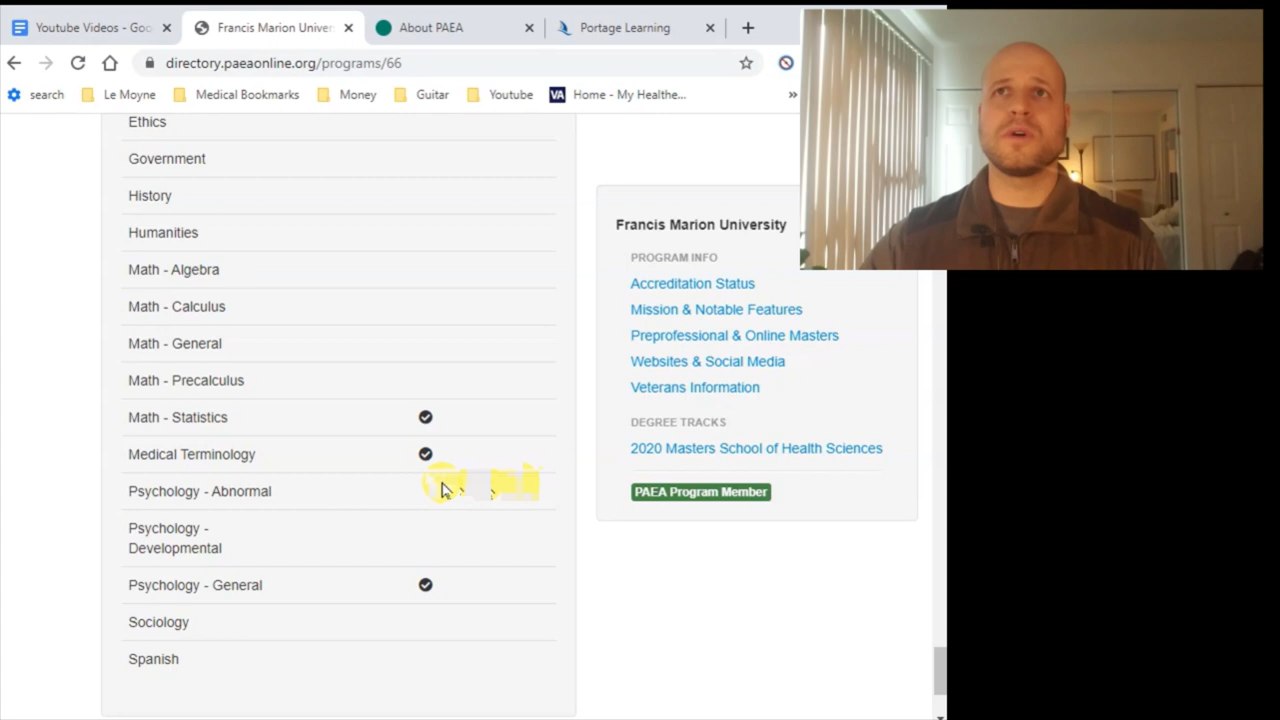 Youtube Videos - Goo
Francis Marion Univer
About PAEA
Portage Learning
directory.paeaonline.org/programs/66
search
Le Moyne
Medical Bookmarks
Money
Guitar
Youtube
VA
Home - My Healthe...
»
Ethics
Government
History
Humanities
Math - Algebra
Math - Calculus
Math - General
Math - Precalculus
Math - Statistics
Medical Terminology
Psychology - Abnormal
Psychology -
Developmental
Psychology - General
Sociology
Spanish
Francis Marion University
PROGRAM INFO
Accreditation Status
Mission & Notable Features
Preprofessional & Online Masters
Websites & Social Media
Veterans Information
DEGREE TRACKS
2020 Masters School of Health Sciences
PAEA Program Member